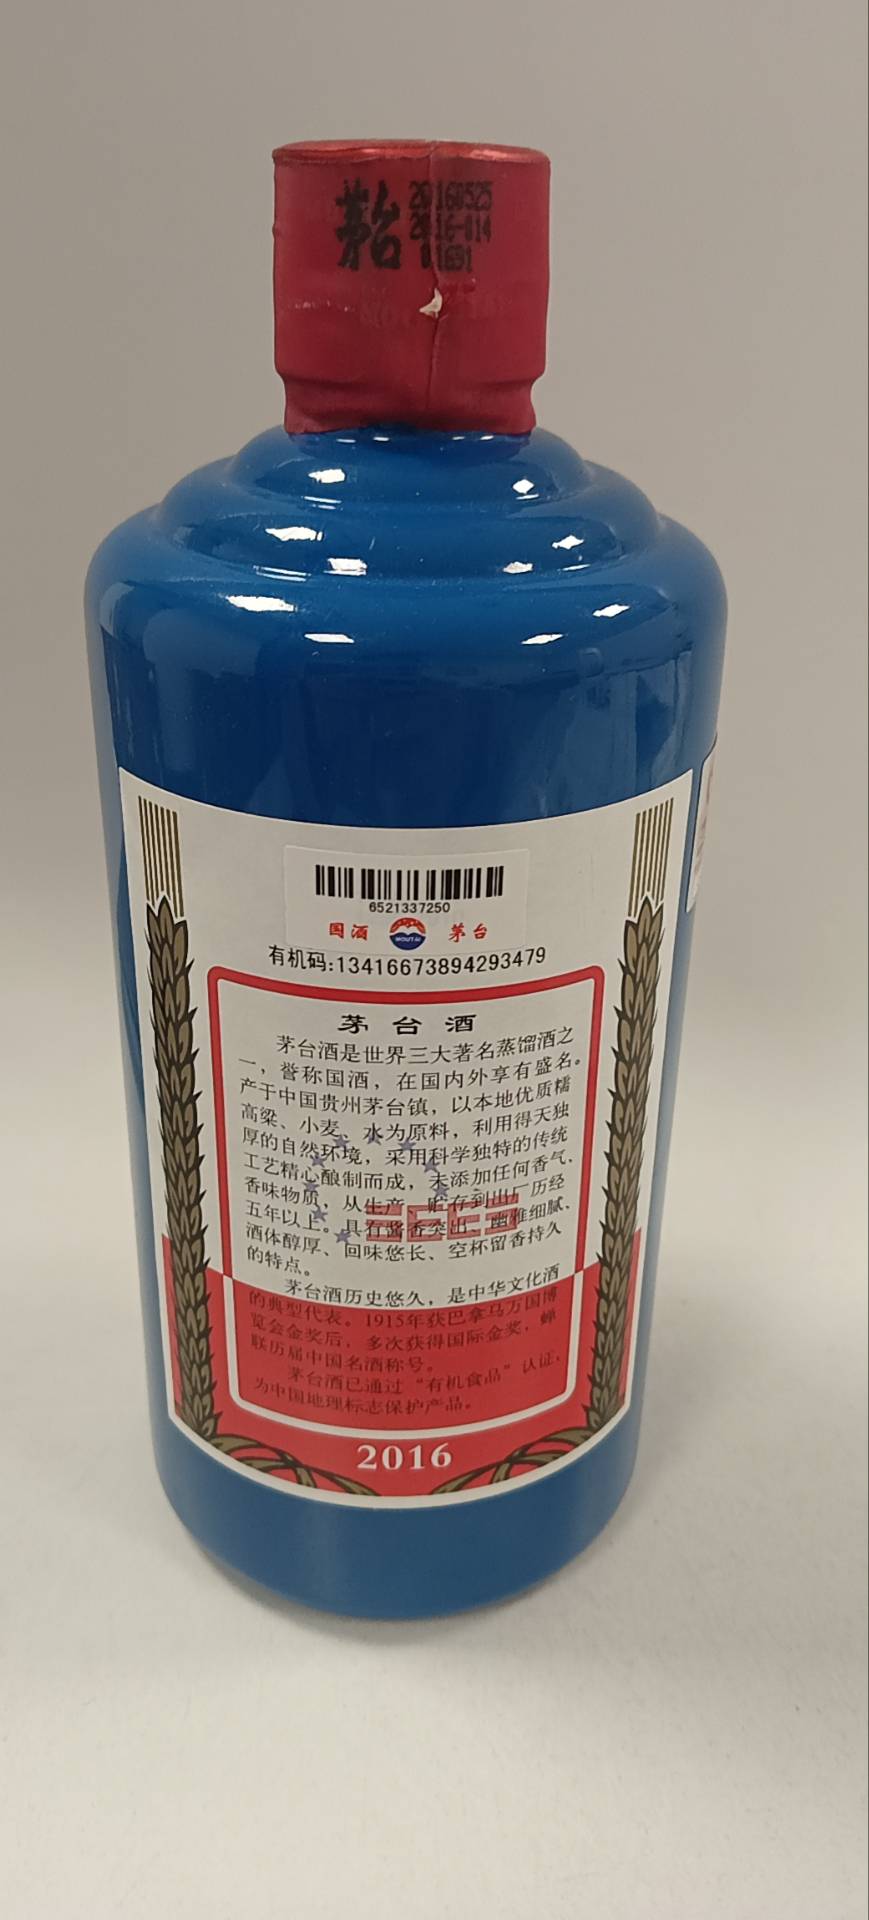 茅台
20160525
2016-014
01691
6521337250
国酒
MOUTAI
茅台
有机码:13416673894293479
茅台酒
茅台酒是世界三大著名蒸馏酒之
一，誉称国酒，在国内外享有盛名。
产于中国贵州茅台镇，以本地优质糯
高粱、小麦、水为原料，利用得天独
厚的自然环境，采用科学独特的传统
工艺精心酿制而成，未添加任何香气、
香味物质，从生产、贮存到出厂历经
五年以上。具有酱香突出、幽雅细腻、
酒体醇厚、回味悠长、空杯留香持久
的特点。
茅台酒历史悠久，是中华文化酒
的典型代表。1915年获巴拿马万国博
览会金奖后，多次获得国际金奖，蝉
联历届中国名酒称号。
茅台酒已通过“有机食品”认证，
为中国地理标志保护产品。
2016